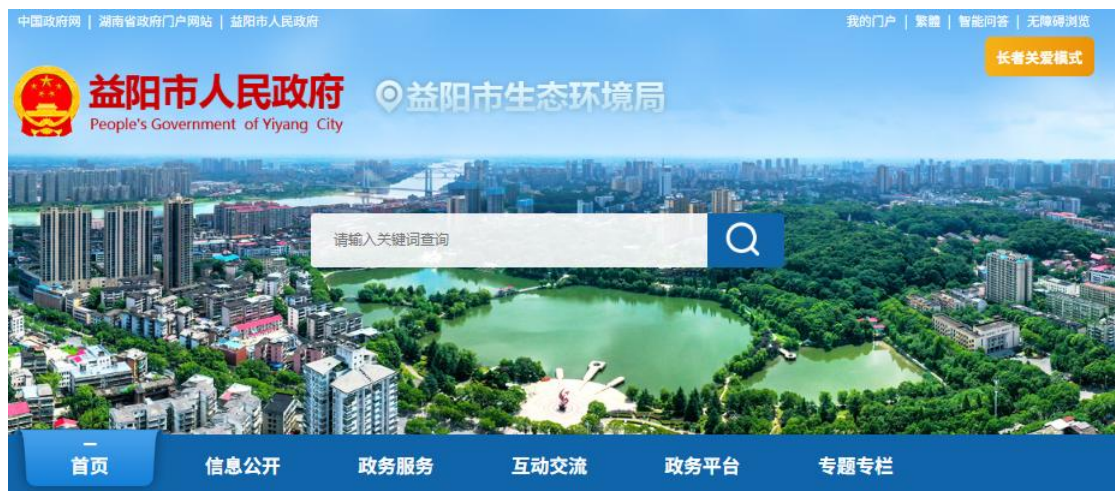 中国政府网 | 湖南省政府门户网站 | 益阳市人民政府
我的门户 | 繁體 | 智能问答 | 无障碍浏览
长者关爱模式
益阳市人民政府
People's Government of Yiyang City
益阳市生态环境局
请输入关键词查询
首页 信息公开 政务服务 互动交流 政务平台 专题专栏